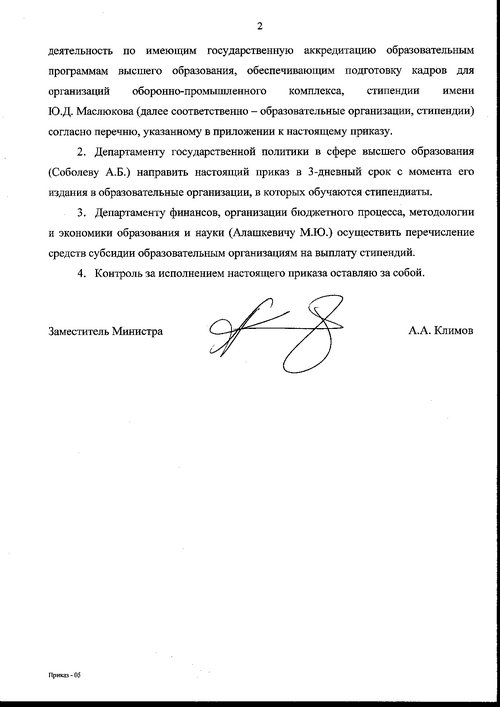 2
деятельность по имеющим государственную аккредитацию образовательным
программам высшего образования, обеспечивающим подготовку кадров для
организаций оборонно-промышленного комплекса, стипендии имени
Ю.Д. Маслюкова (далее соответственно – образовательные организации, стипендии)
согласно перечню, указанному в приложении к настоящему приказу.
2. Департаменту государственной политики в сфере высшего образования
(Соболеву А.Б.) направить настоящий приказ в 3-дневный срок с момента его
издания в образовательные организации, в которых обучаются стипендиаты.
3. Департаменту финансов, организации бюджетного процесса, методологии
и экономики образования и науки (Алашкевичу М.Ю.) осуществить перечисление
средств субсидии образовательным организациям на выплату стипендий.
4. Контроль за исполнением настоящего приказа оставляю за собой.
Заместитель Министра А.А. Климов
Приказ - 06